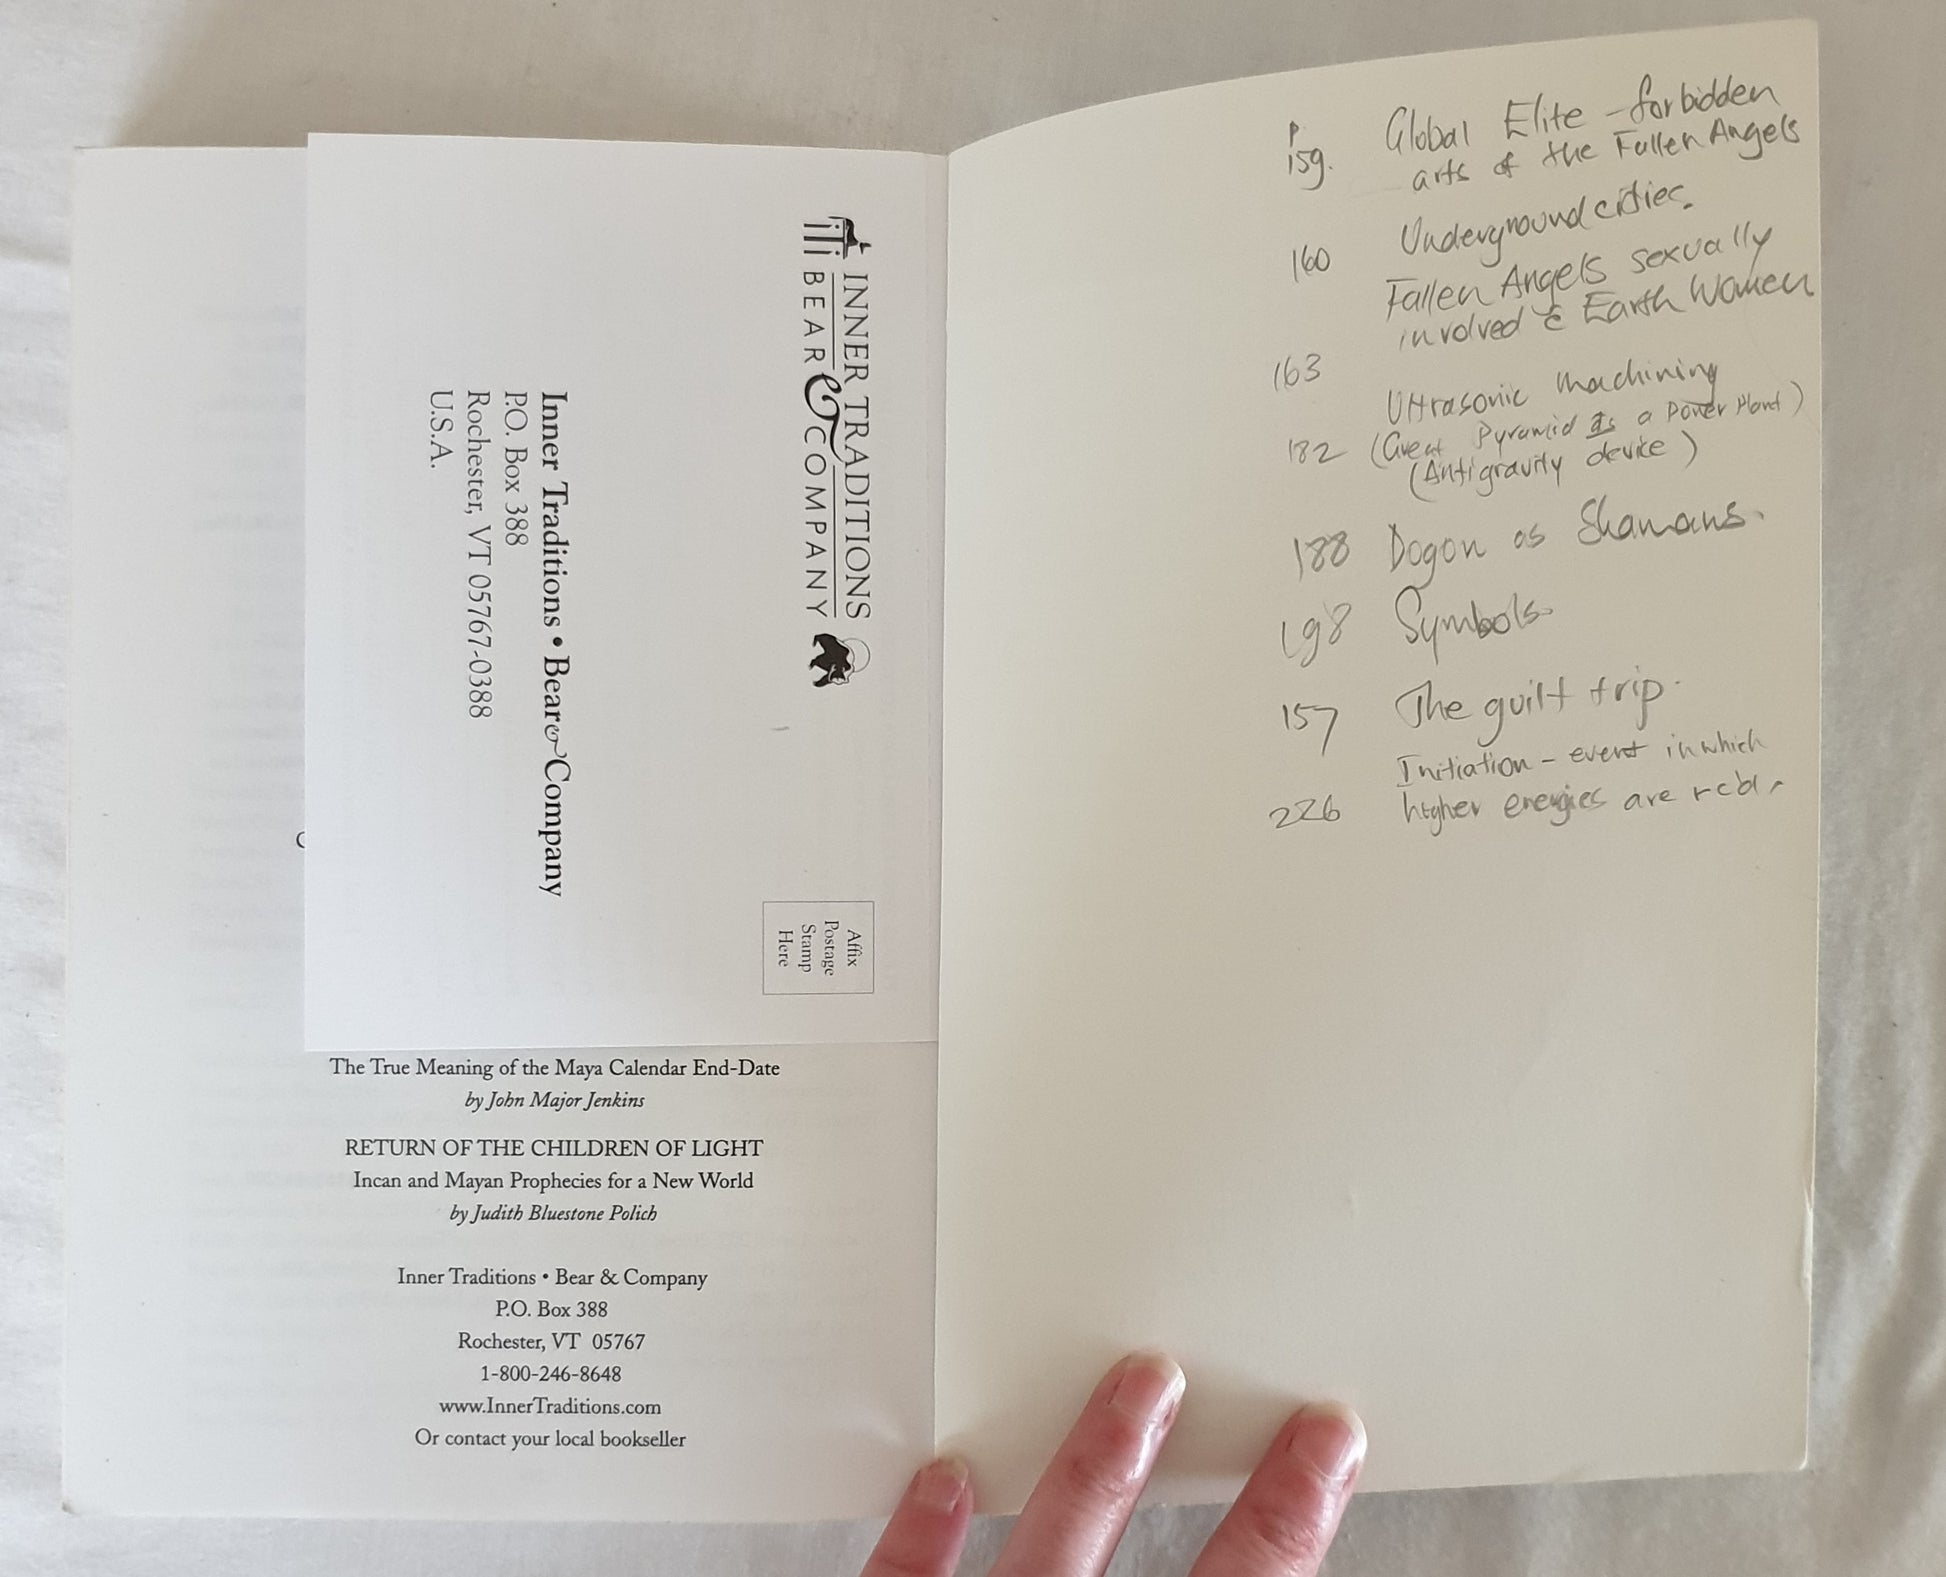 INNER TRADITIONS
BEAR & COMPANY
Inner Traditions • Bear & Company
P.O. Box 388
Rochester, VT 05767-0388
U.S.A.
Affix
Postage
Stamp
Here
The True Meaning of the Maya Calendar End-Date
by John Major Jenkins
RETURN OF THE CHILDREN OF LIGHT
Incan and Mayan Prophecies for a New World
by Judith Bluestone Polich
Inner Traditions • Bear & Company
P.O. Box 388
Rochester, VT 05767
1-800-246-8648
www.InnerTraditions.com
Or contact your local bookseller
p. Global Elite - forbidden
159. arts of the Fallen Angels
Underground cities.
160 Fallen Angels sexually
involved c̄ Earth Women
163 Ultrasonic machining
(Great Pyramid as a Power Plant)
182 (Antigravity device)
188 Dogon as Shamans.
198 Symbols.
157 The guilt trip.
Initiation - event in which
226 higher energies are